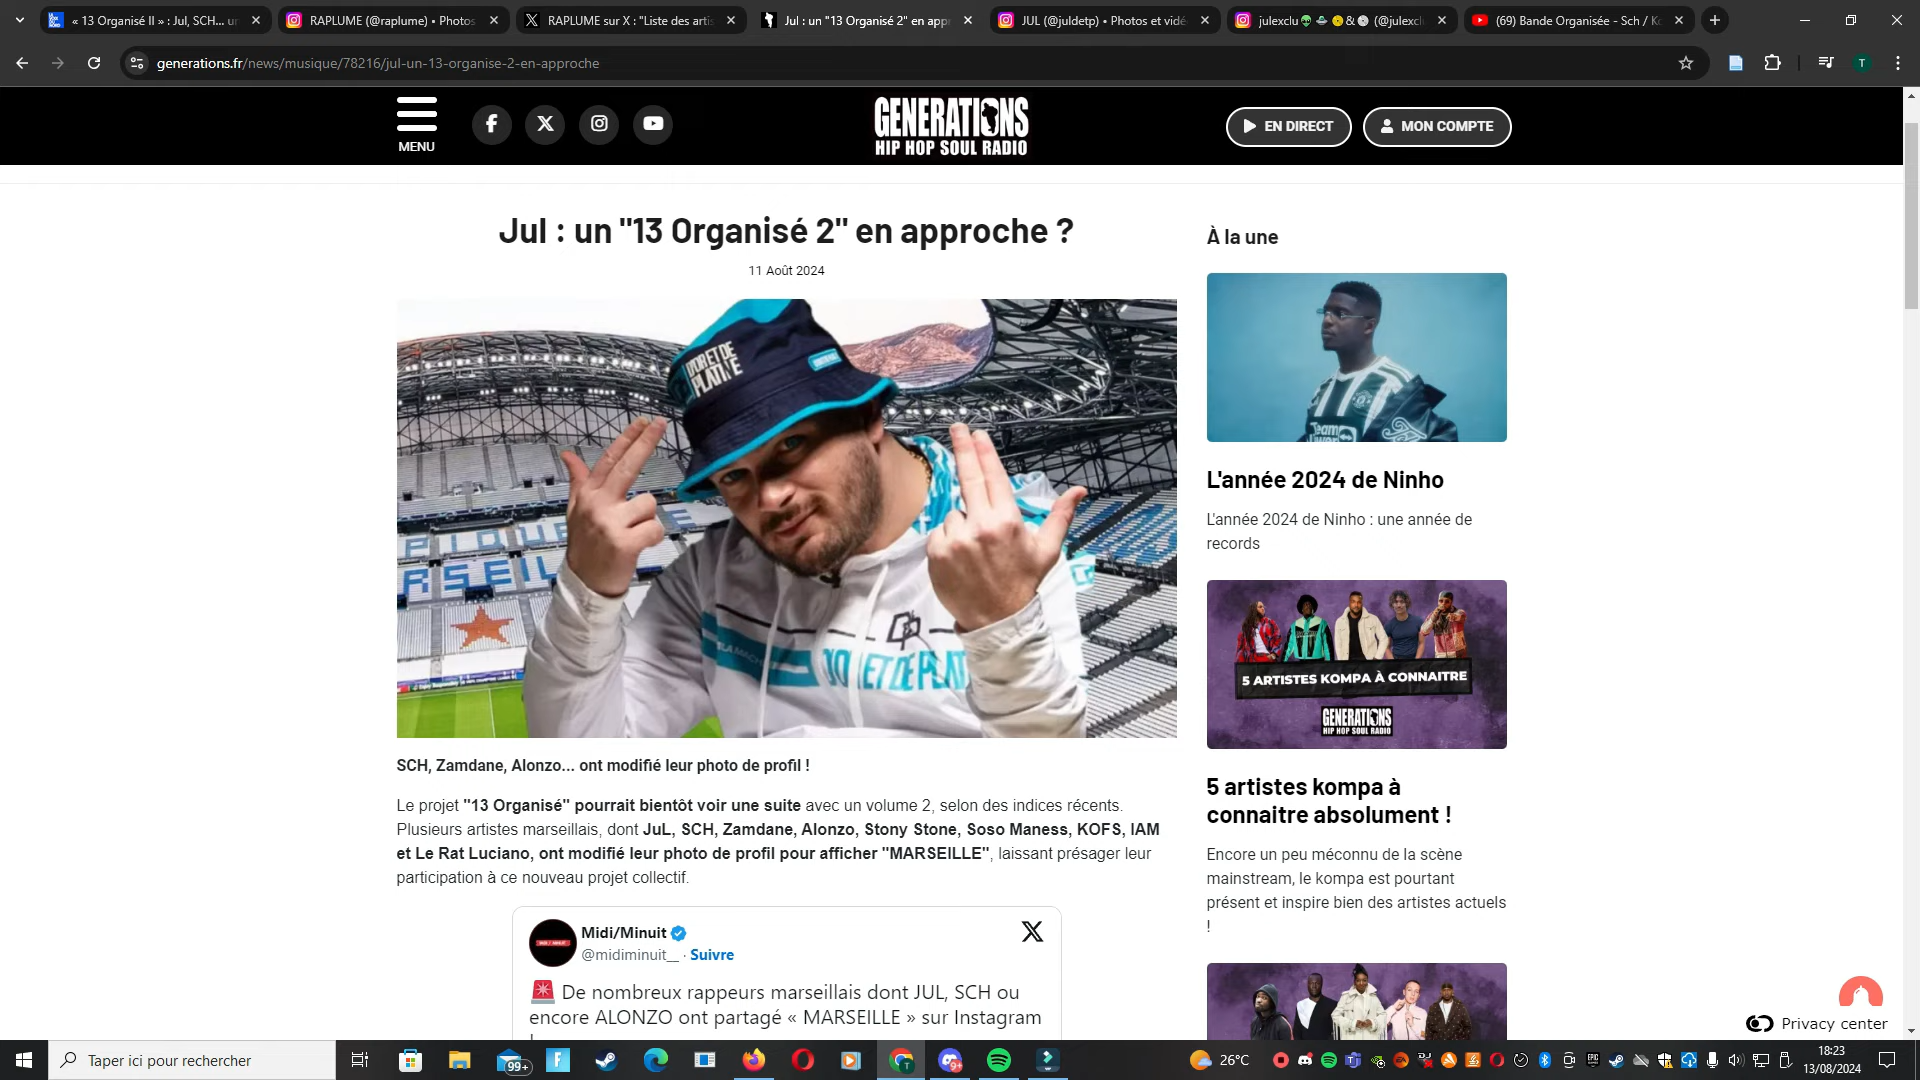 « 13 Organisé II » : Jul, SCH... u
RAPLUME (@raplume) • Photos
RAPLUME sur X : "Liste des artis
Jul : un "13 Organisé 2" en appr
JUL (@juldetp) • Photos et vidé
julexclu👽🛸🟡&⚪ (@julexcl
(69) Bande Organisée - Sch / Ko
generations.fr/news/musique/78216/jul-un-13-organise-2-en-approche
T
MENU
GENERATIONS
HIP HOP SOUL RADIO
EN DIRECT
MON COMPTE
Jul : un "13 Organisé 2" en approche ?
11 Août 2024
D'OR ET DE
PLATINE
SCH, Zamdane, Alonzo... ont modifié leur photo de profil !
Le projet "13 Organisé" pourrait bientôt voir une suite avec un volume 2, selon des indices récents.
Plusieurs artistes marseillais, dont JuL, SCH, Zamdane, Alonzo, Stony Stone, Soso Maness, KOFS, IAM
et Le Rat Luciano, ont modifié leur photo de profil pour afficher "MARSEILLE", laissant présager leur
participation à ce nouveau projet collectif.
Midi/Minuit
@midiminuit__ · Suivre
🚨 De nombreux rappeurs marseillais dont JUL, SCH ou
encore ALONZO ont partagé « MARSEILLE » sur Instagram
À la une
L'année 2024 de Ninho
L'année 2024 de Ninho : une année de
records
5 ARTISTES KOMPA À CONNAITRE
GENERATIONS
HIP HOP SOUL RADIO
5 artistes kompa à
connaitre absolument !
Encore un peu méconnu de la scène
mainstream, le kompa est pourtant
présent et inspire bien des artistes actuels
!
Privacy center
Taper ici pour rechercher
99+
9+
26°C
18:23
13/08/2024